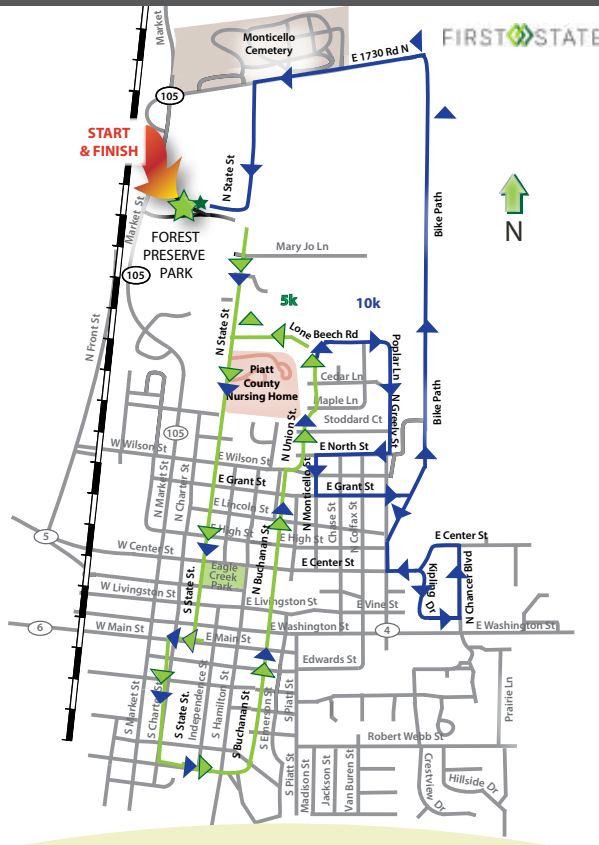 Market
Monticello
Cemetery
FIRST STATE
E 1730 Rd N
105
START
& FINISH
N State St
Market St
Bike Path
N
FOREST
PRESERVE
PARK
Mary Jo Ln
105
5k
10k
N Front St
N State St
Lone Beech Rd
Poplar Ln
Piatt
County
Nursing Home
Cedar Ln
Maple Ln
N Greely St
Bike Path
Stoddard Ct
N Union St.
105
W Wilson St
E Wilson St
E North St
N Market St
N Charter St
E Grant St
N Monticello St
E Grant St
E Lincoln St
Chase St
N Colfax St
E High St
E High St
N Buchanan St
5
W Center St
E Center St
E Center St
Eagle
Creek
Park
Kipling Dr
N Chancer Blvd
W Livingston St
S State St.
E Livingston St
E Vine St
6
W Main St
E Main St
E Washington St
4
E Washington St
Edwards St
S Market St
S Charter St
S State St.
Independence St
S Hamilton St
S Buchanan St
S Emerson St
S Piatt St
Prairie Ln
Robert Webb St
S Piatt St
Madison St
Jackson St
Van Buren St
Crestview Dr
Hillside Dr